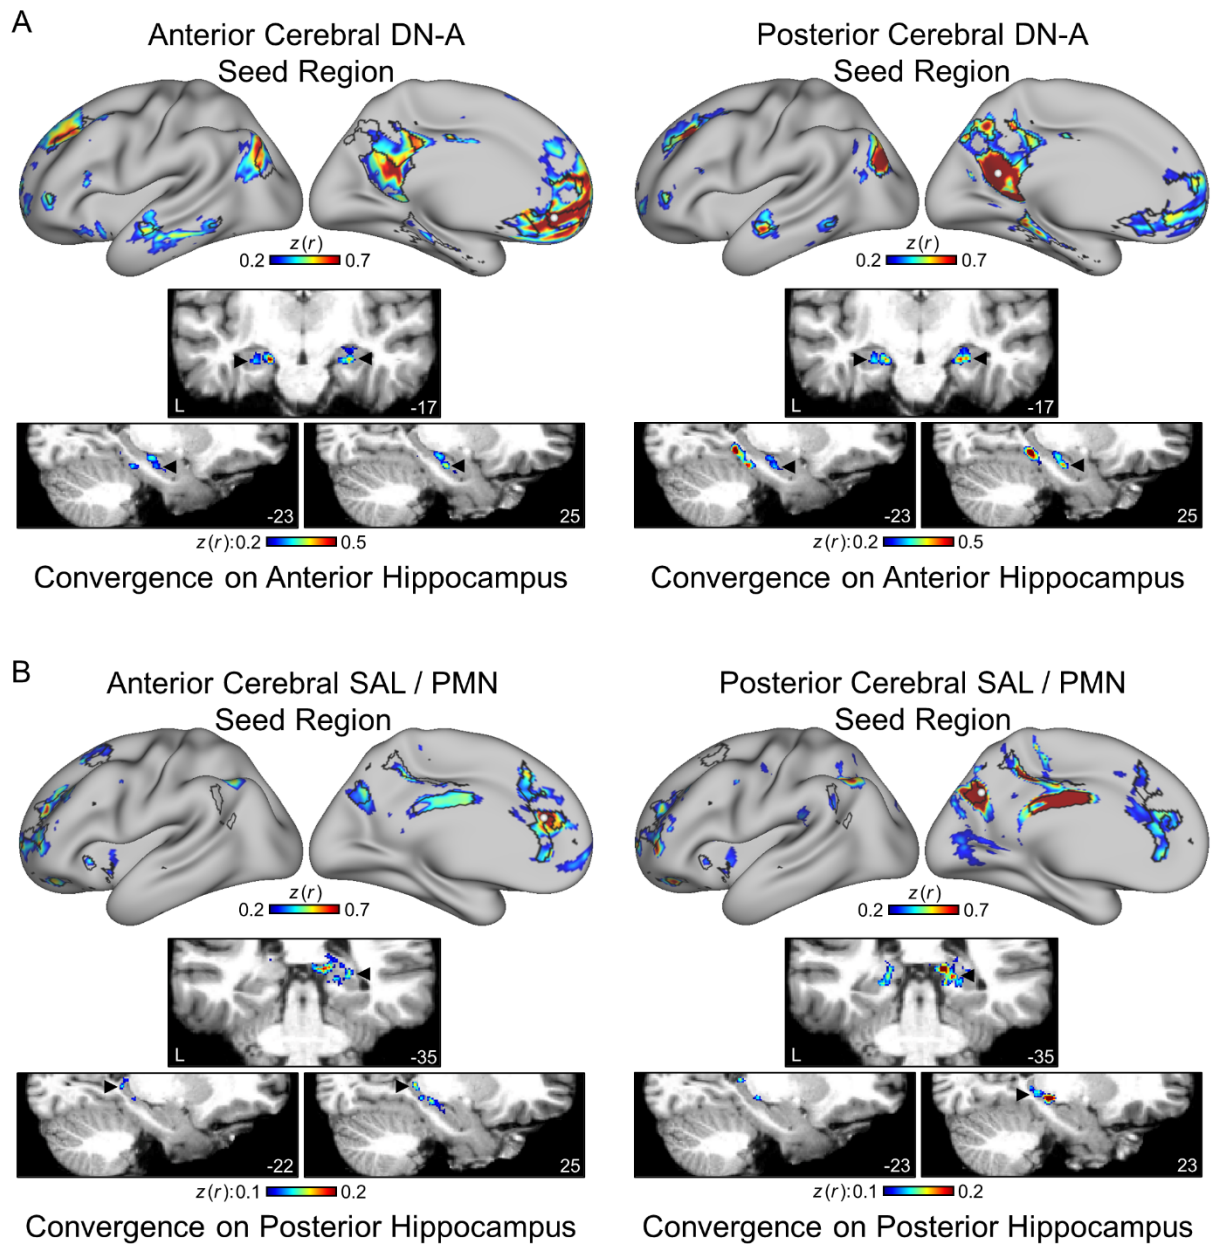 A
Anterior Cerebral DN-A
Seed Region
Posterior Cerebral DN-A
Seed Region
z(r)
0.2 0.7
z(r)
0.2 0.7
L -17
L -17
-23 25
-23 25
z(r):0.2 0.5
z(r):0.2 0.5
Convergence on Anterior Hippocampus
Convergence on Anterior Hippocampus
B
Anterior Cerebral SAL / PMN
Seed Region
Posterior Cerebral SAL / PMN
Seed Region
z(r)
0.2 0.7
z(r)
0.2 0.7
L -35
L -35
-22 25
-23 23
z(r):0.1 0.2
z(r):0.1 0.2
Convergence on Posterior Hippocampus
Convergence on Posterior Hippocampus